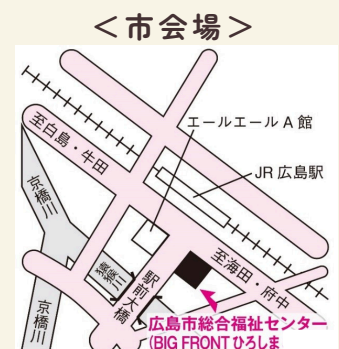 ＜市会場＞
エールエールA館
至白島・牛田
JR広島駅
京橋川
猿猴川
駅前大橋
至海田・府中
京橋川
広島市総合福祉センター
(BIG FRONT ひろしま